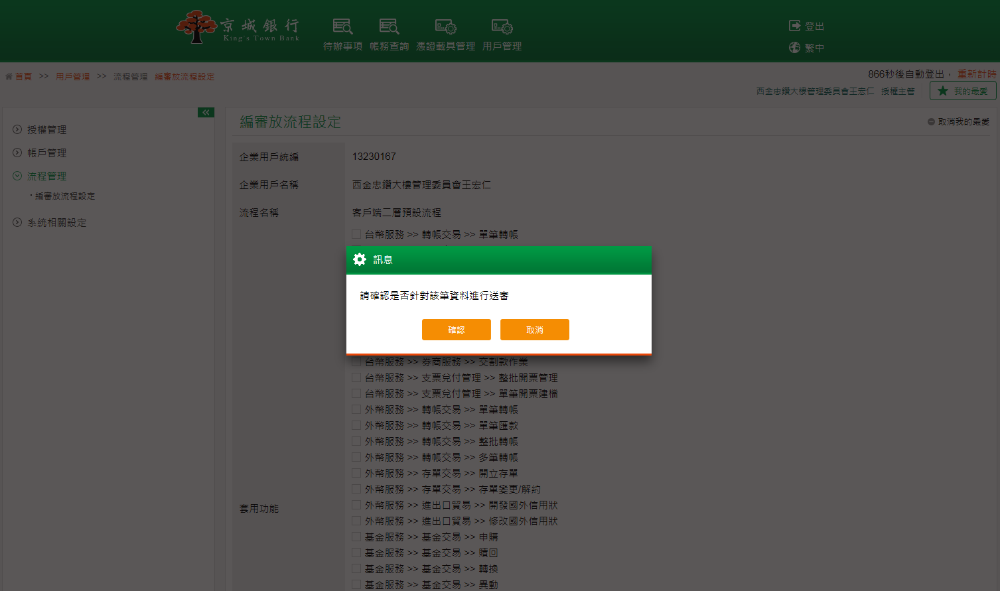 京城銀行
King's Town Bank
待辦事項 帳務查詢 憑證載具管理 用戶管理
登出
繁中
首頁 >> 用戶管理 >> 流程管理 編審放流程設定
866秒後自動登出， 重新計時
西金忠鑽大樓管理委員會王宏仁 授權主管
我的最愛
授權管理
帳戶管理
流程管理
・編審放流程設定
系統相關設定
編審放流程設定
取消我的最愛
企業用戶統編 13230167
企業用戶名稱 西金忠鑽大樓管理委員會王宏仁
流程名稱 客戶端二層預設流程
台幣服務 >> 轉帳交易 >> 單筆轉帳
訊息
請確認是否針對該筆資料進行送審
確認 取消
台幣服務 >> 券商服務 >> 交割款作業
台幣服務 >> 支票兌付管理 >> 整批開票管理
台幣服務 >> 支票兌付管理 >> 單筆開票建檔
外幣服務 >> 轉帳交易 >> 單筆轉帳
外幣服務 >> 轉帳交易 >> 單筆匯款
外幣服務 >> 轉帳交易 >> 整批轉帳
外幣服務 >> 轉帳交易 >> 多筆轉帳
外幣服務 >> 存單交易 >> 開立存單
外幣服務 >> 存單交易 >> 存單變更/解約
外幣服務 >> 進出口貿易 >> 開發國外信用狀
套用功能
外幣服務 >> 進出口貿易 >> 修改國外信用狀
基金服務 >> 基金交易 >> 申購
基金服務 >> 基金交易 >> 贖回
基金服務 >> 基金交易 >> 轉換
基金服務 >> 基金交易 >> 異動